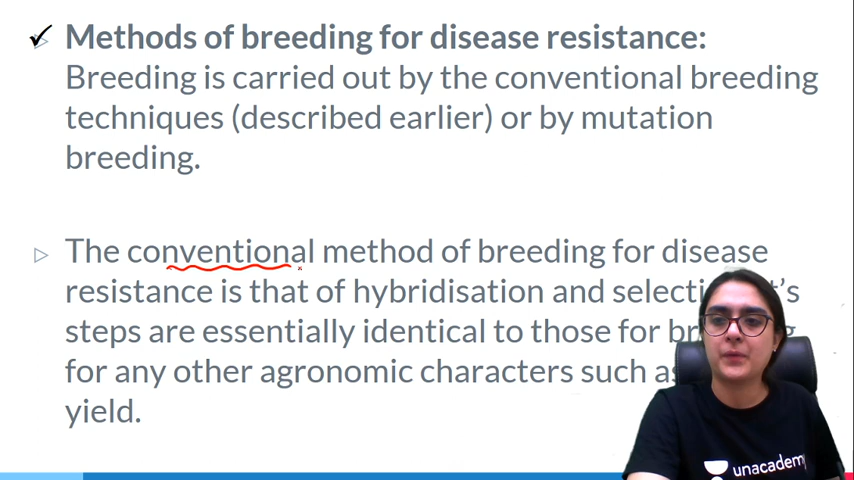 Methods of breeding for disease resistance:
Breeding is carried out by the conventional breeding
techniques (described earlier) or by mutation
breeding.
The conventional method of breeding for disease
resistance is that of hybridisation and
steps are essentially identical to those for
for any other agronomic characters such
yield.
unacademy